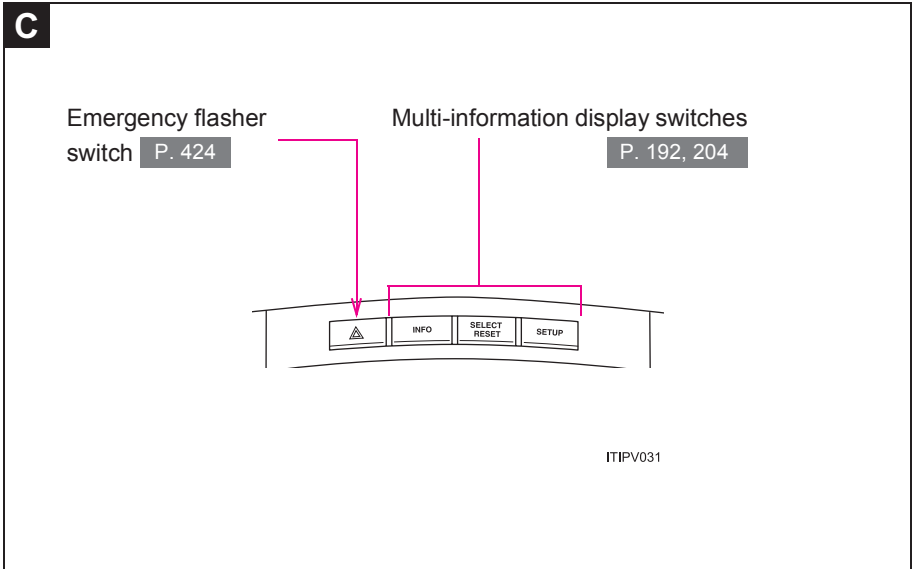 C
Emergency flasher
switch P. 424
Multi-information display switches
P. 192, 204
INFO
SELECT
RESET
SETUP
ITIPV031